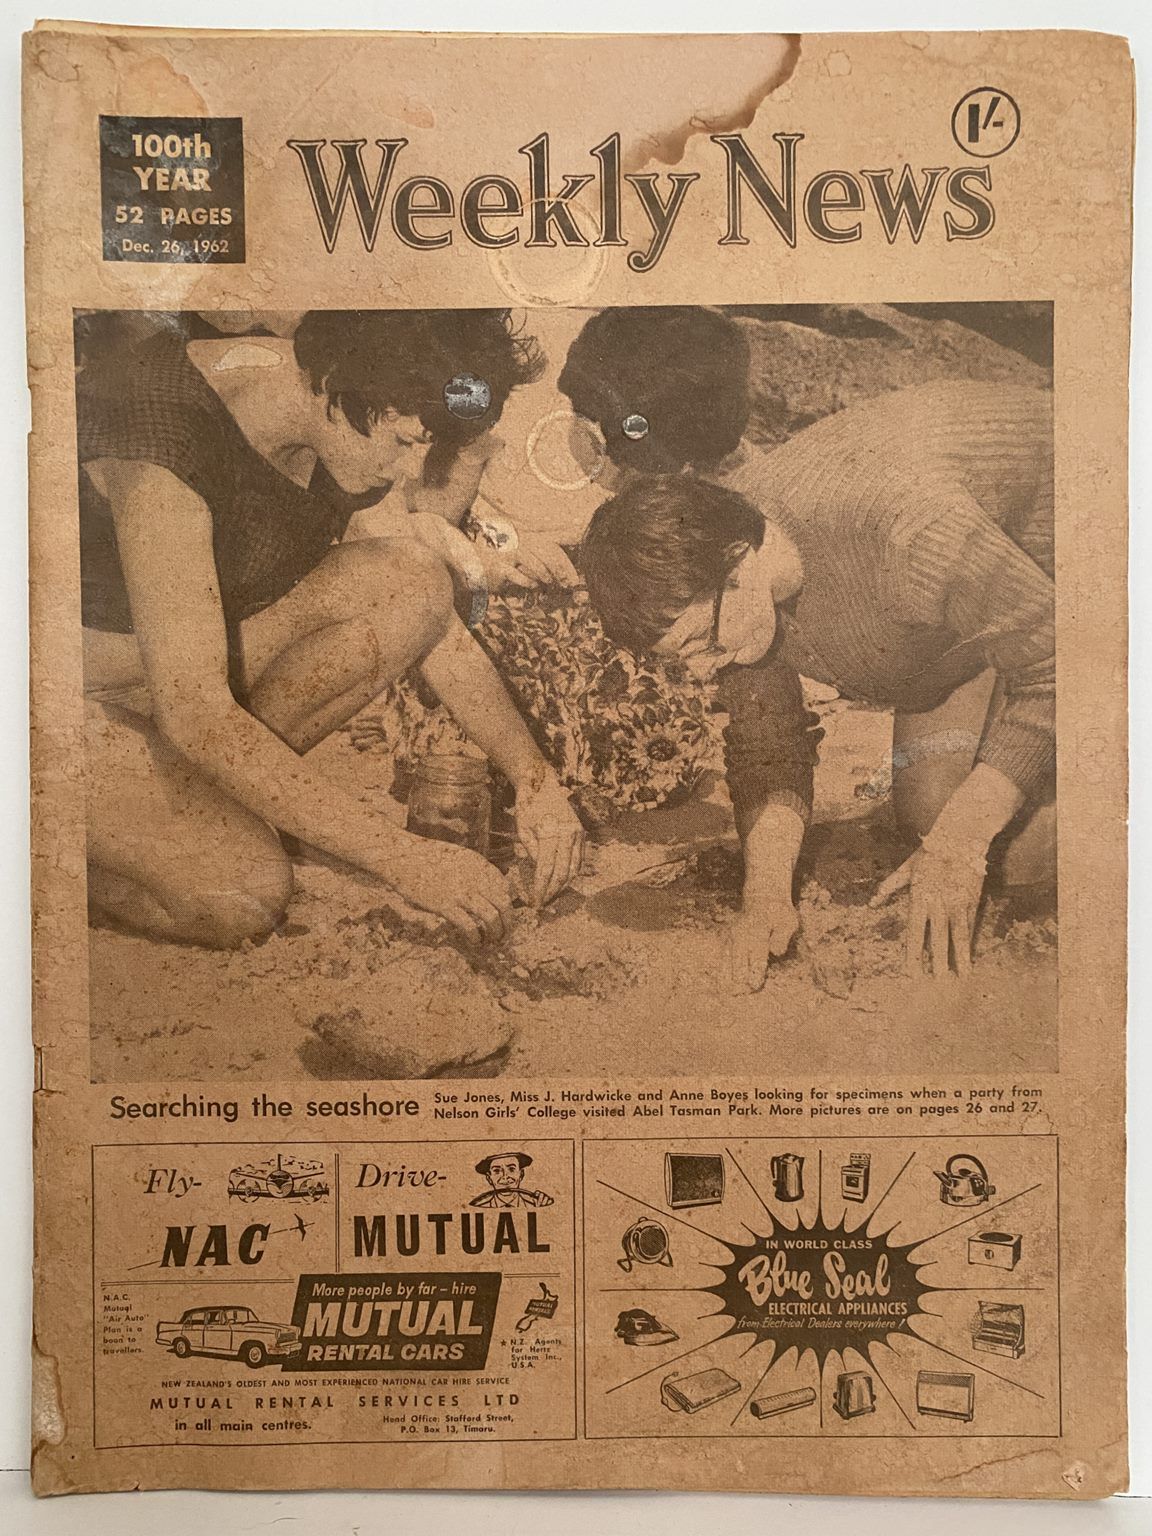 100th
YEAR
52 PAGES
Dec. 26, 1962
Weekly News
1/-
Searching the seashore
Sue Jones, Miss J. Hardwicke and Anne Boyes looking for specimens when a party from
Nelson Girls' College visited Abel Tasman Park. More pictures are on pages 26 and 27.
Fly-
NAC
Drive-
MUTUAL
N.A.C.
Mutual
"Air Auto"
Plan is a
boon to
travellers.
More people by far - hire
MUTUAL
RENTAL CARS
★ N.Z. Agents
for Hertz
System Inc.,
U.S.A.
NEW ZEALAND'S OLDEST AND MOST EXPERIENCED NATIONAL CAR HIRE SERVICE
MUTUAL RENTAL SERVICES LTD
in all main centres.
Head Office: Stafford Street,
P.O. Box 13, Timaru.
IN WORLD CLASS
Blue Seal
ELECTRICAL APPLIANCES
from Electrical Dealers everywhere!